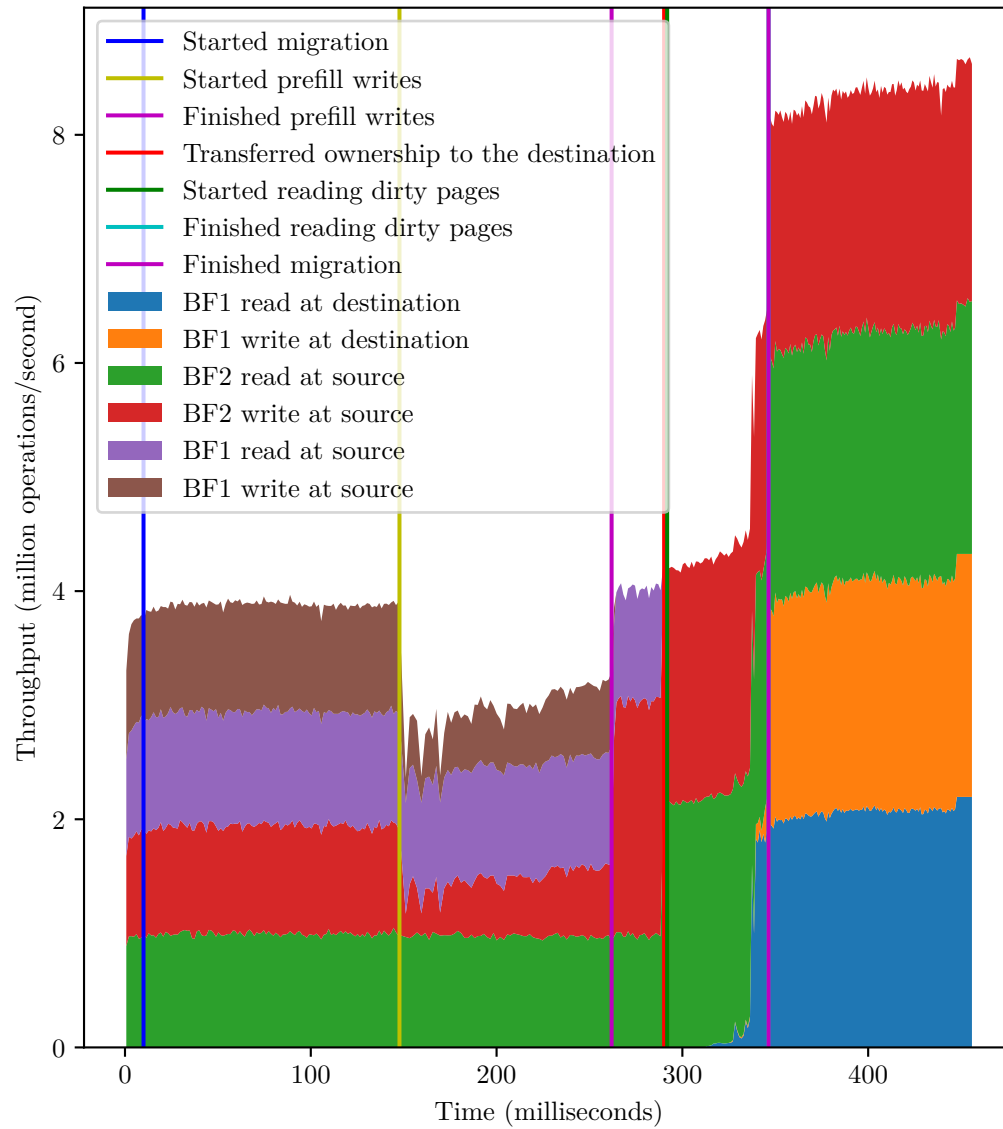 Started migration
Started prefill writes
Finished prefill writes
Transferred ownership to the destination
Started reading dirty pages
Finished reading dirty pages
Finished migration
BF1 read at destination
BF1 write at destination
BF2 read at source
BF2 write at source
BF1 read at source
BF1 write at source
Throughput (million operations/second)
8
6
4
2
0
0 100 200 300 400
Time (milliseconds)